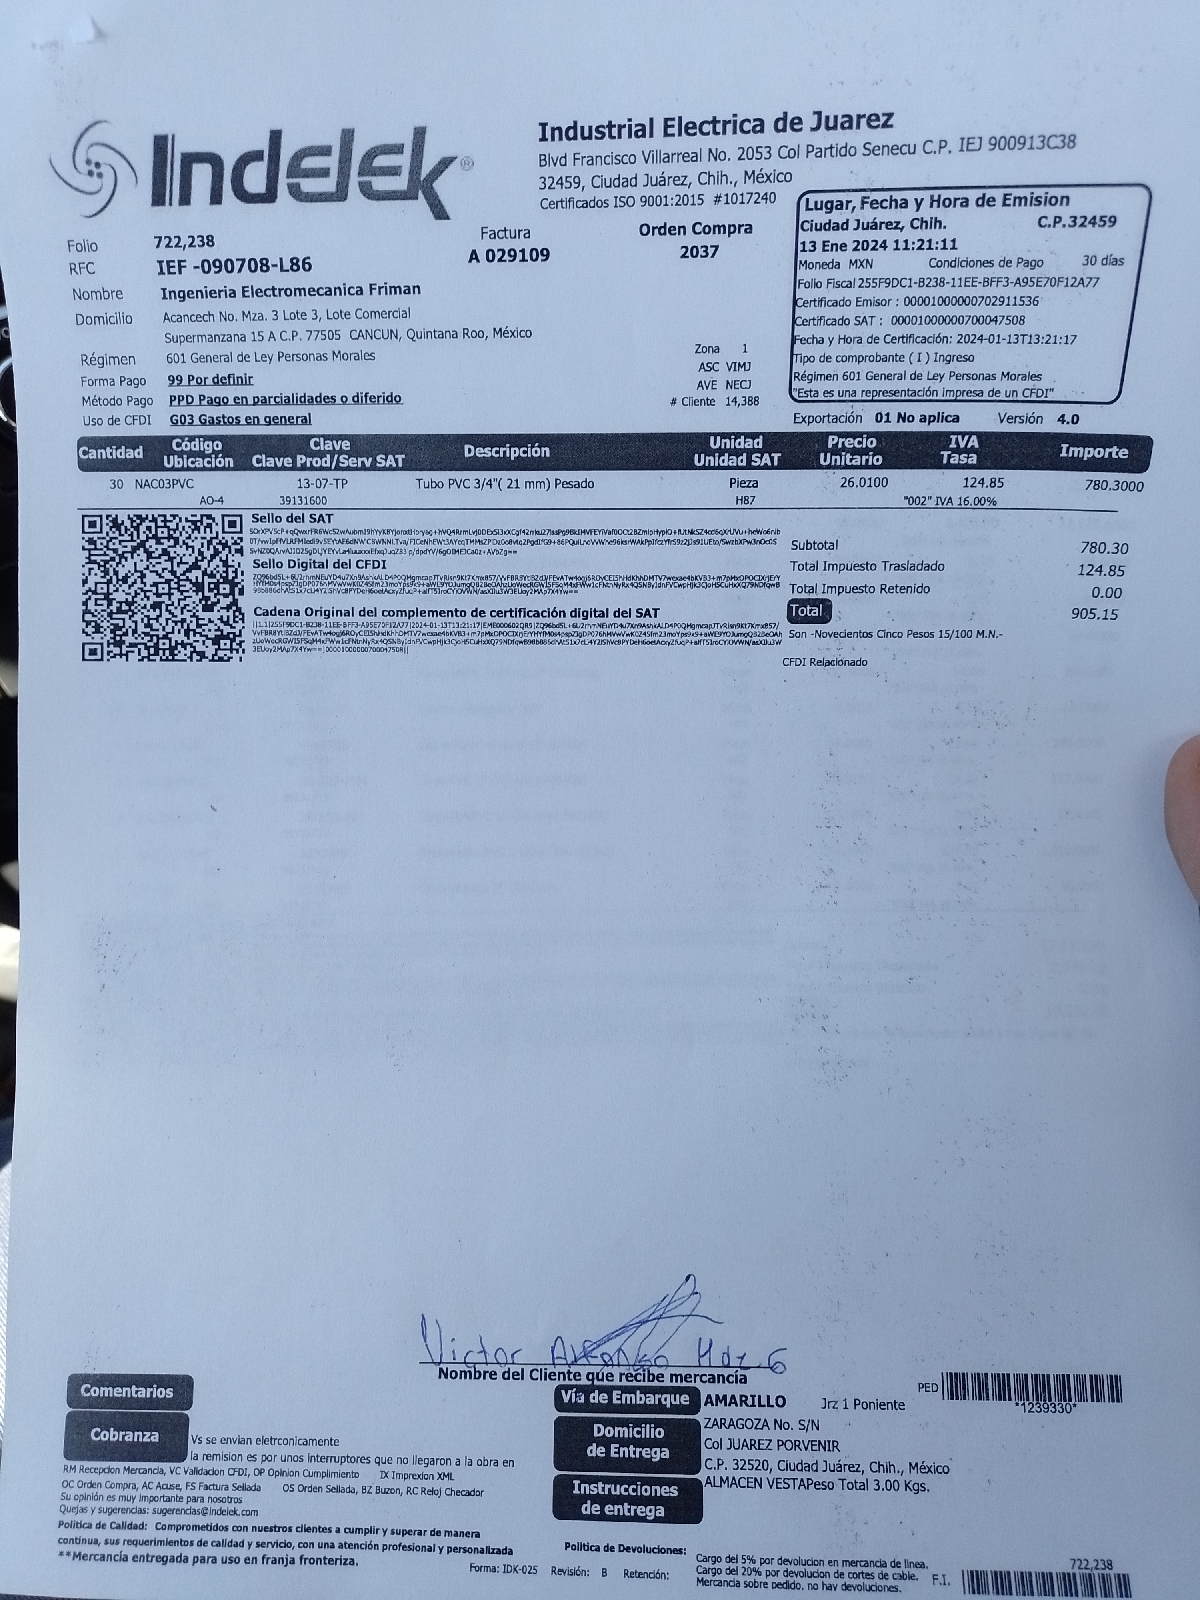 Indelek®
Industrial Electrica de Juarez
Blvd Francisco Villarreal No. 2053 Col Partido Senecu C.P. IEJ 900913C38
32459, Ciudad Juárez, Chih., México
Certificados ISO 9001:2015 #1017240
Lugar, Fecha y Hora de Emision
Ciudad Juárez, Chih. C.P.32459
13 Ene 2024 11:21:11
Moneda MXN Condiciones de Pago 30 días
Folio Fiscal 255F9DC1-B238-11EE-BFF3-A95E70F12A77
Certificado Emisor : 00001000000702911536
Certificado SAT : 00001000000700047508
Fecha y Hora de Certificación: 2024-01-13T13:21:17
Tipo de comprobante ( I ) Ingreso
Régimen 601 General de Ley Personas Morales
"Esta es una representación impresa de un CFDI"
Folio 722,238
Factura
A 029109
Orden Compra
2037
RFC IEF -090708-L86
Nombre Ingenieria Electromecanica Friman
Domicilio Acancech No. Mza. 3 Lote 3, Lote Comercial
Supermanzana 15 A C.P. 77505 CANCUN, Quintana Roo, México
Régimen 601 General de Ley Personas Morales
Forma Pago 99 Por definir
Método Pago PPD Pago en parcialidades o diferido
Uso de CFDI G03 Gastos en general
Zona 1
ASC VIMJ
AVE NECJ
# Cliente 14,388
Exportación 01 No aplica Versión 4.0
Cantidad Código Ubicación Clave Clave Prod/Serv SAT Descripción Unidad Unidad SAT Precio Unitario IVA Tasa Importe
30 NAC03PVC 13-07-TP Tubo PVC 3/4"( 21 mm) Pesado Pieza 26.0100 124.85 780.3000
AO-4 39131600 H87 "002" IVA 16.00%
Sello del SAT
Sello Digital del CFDI
Cadena Original del complemento de certificación digital del SAT
Subtotal 780.30
Total Impuesto Trasladado 124.85
Total Impuesto Retenido 0.00
Total 905.15
Son -Novecientos Cinco Pesos 15/100 M.N.-
CFDI Relacionado
Victor Alfonso Hdz G
Nombre del Cliente que recibe mercancía
Comentarios
Cobranza
Vs se envian eletrconicamente
la remision es por unos interruptores que no llegaron a la obra en
RM Recepcion Mercancia, VC Validacion CFDI, OP Opinion Cumplimiento IX Imprexion XML
OC Orden Compra, AC Acuse, FS Factura Sellada OS Orden Sellada, BZ Buzon, RC Reloj Checador
Su opinión es muy importante para nosotros
Quejas y sugerencias: sugerencias@indelek.com
Política de Calidad: Comprometidos con nuestros clientes a cumplir y superar de manera
continua, sus requerimientos de calidad y servicio, con una atención profesional y personalizada
**Mercancía entregada para uso en franja fronteriza.
Vía de Embarque AMARILLO Jrz 1 Poniente
PED *1239330*
Domicilio de Entrega
ZARAGOZA No. S/N
Col JUAREZ PORVENIR
C.P. 32520, Ciudad Juárez, Chih., México
Instrucciones de entrega
ALMACEN VESTAPeso Total 3.00 Kgs.
Forma: IDK-025 Revisión: B Retención:
Politica de Devoluciones:
Cargo del 5% por devolucion en mercancia de linea.
Cargo del 20% por devolucion de cortes de cable.
Mercancia sobre pedido, no hay devoluciones.
F.I. 722,238